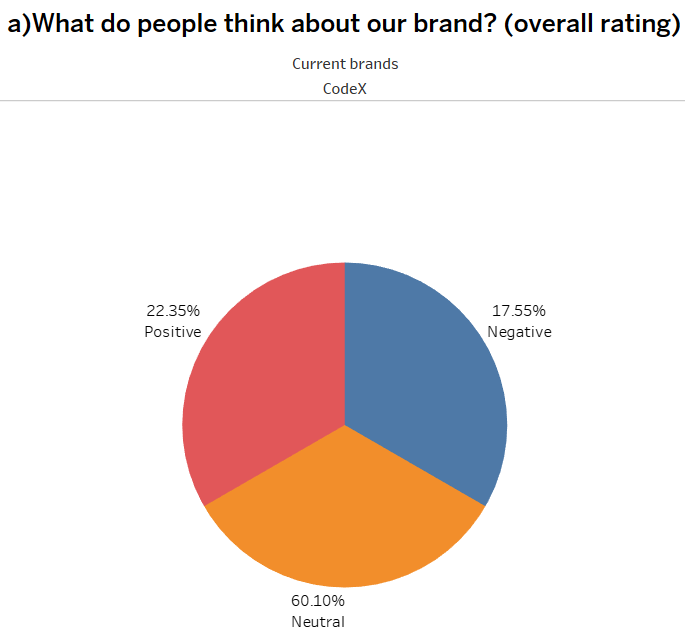 a)What do people think about our brand? (overall rating)
Current brands
CodeX
22.35%
Positive
17.55%
Negative
60.10%
Neutral